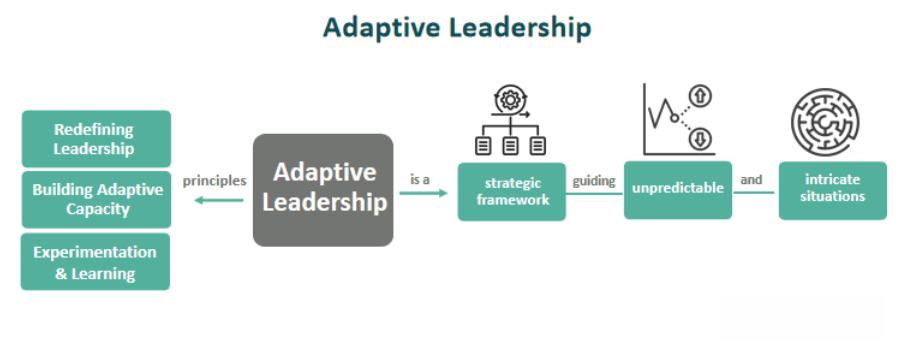 Adaptive Leadership
Redefining
Leadership
Building Adaptive
Capacity
Experimentation
& Learning
principles
Adaptive
Leadership
is a
strategic
framework
guiding
unpredictable
and
intricate
situations